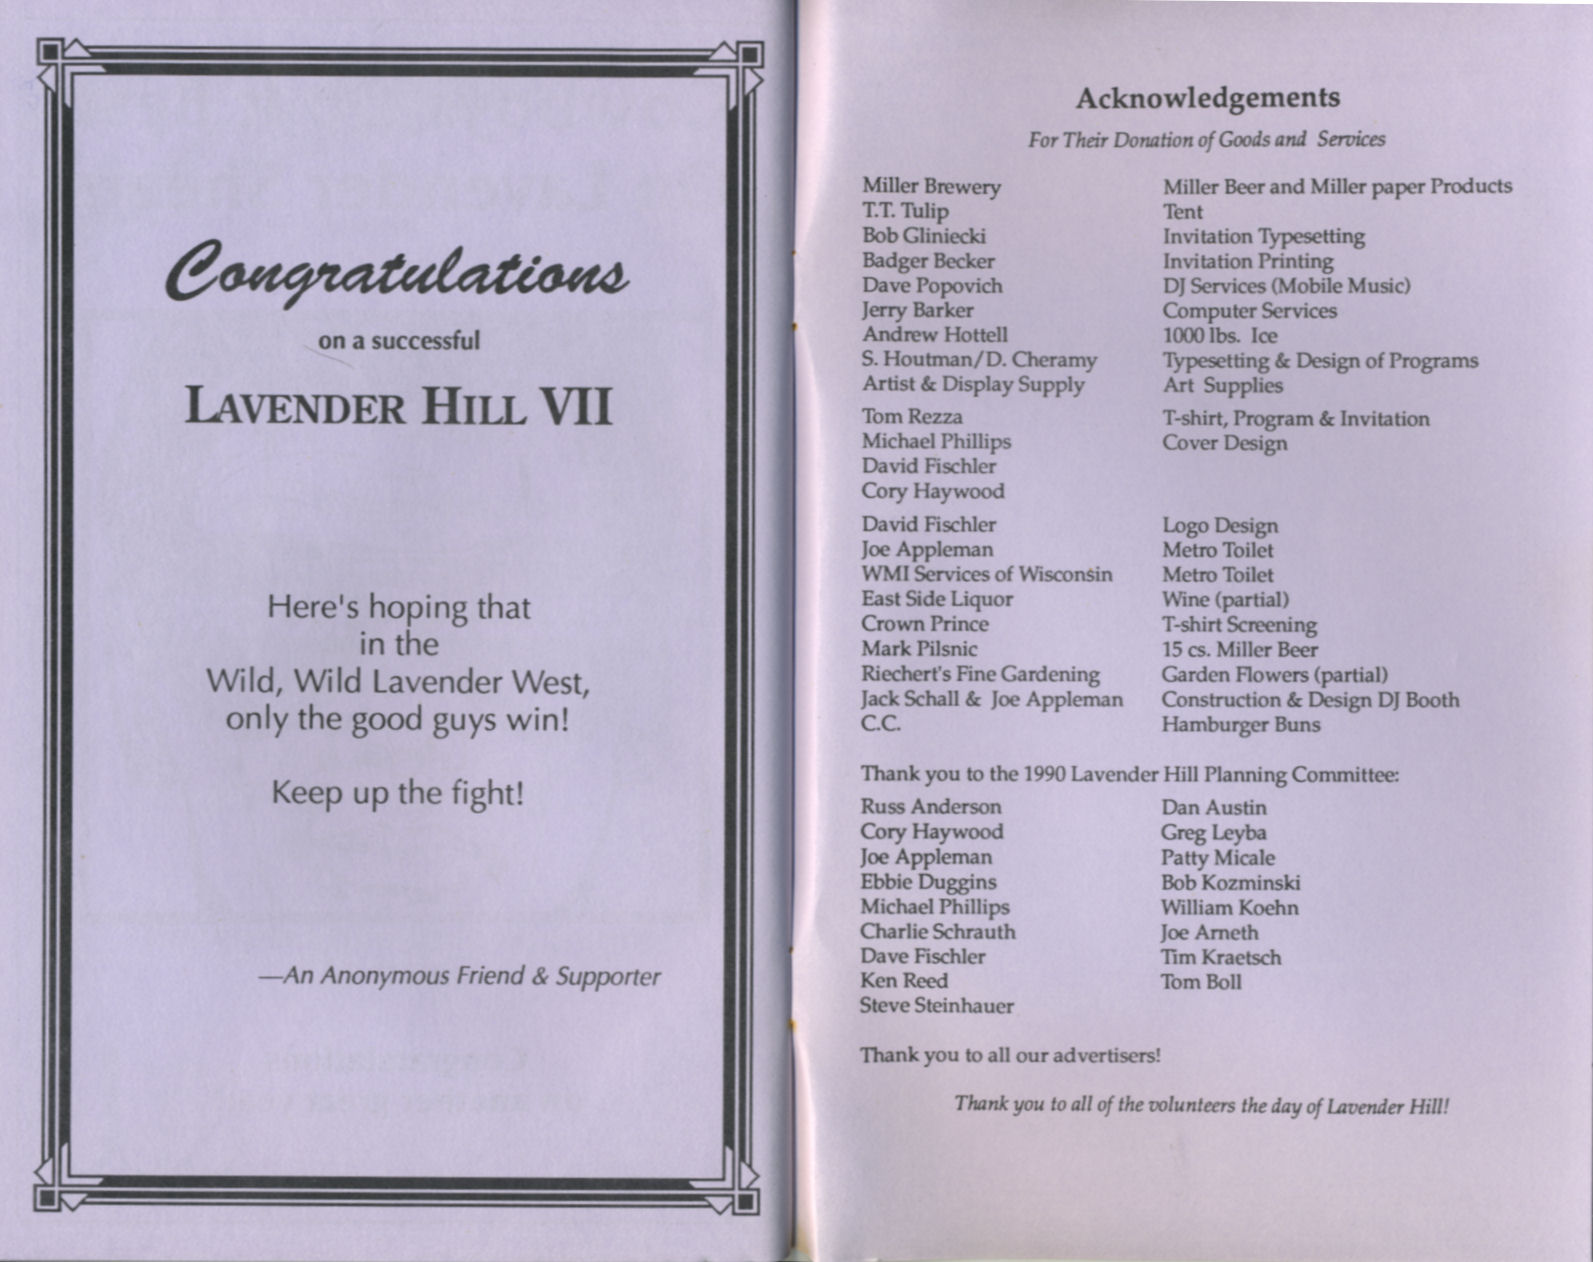 Congratulations
on a successful
LAVENDER HILL VII
Here's hoping that
in the
Wild, Wild Lavender West,
only the good guys win!
Keep up the fight!
—An Anonymous Friend & Supporter
Acknowledgements
For Their Donation of Goods and Services
Miller Brewery Miller Beer and Miller paper Products
T.T. Tulip Tent
Bob Gliniecki Invitation Typesetting
Badger Becker Invitation Printing
Dave Popovich DJ Services (Mobile Music)
Jerry Barker Computer Services
Andrew Hottell 1000 lbs. Ice
S. Houtman/D. Cheramy Typesetting & Design of Programs
Artist & Display Supply Art Supplies
Tom Rezza T-shirt, Program & Invitation
Michael Phillips Cover Design
David Fischler
Cory Haywood
David Fischler Logo Design
Joe Appleman Metro Toilet
WMI Services of Wisconsin Metro Toilet
East Side Liquor Wine (partial)
Crown Prince T-shirt Screening
Mark Pilsnic 15 cs. Miller Beer
Riechert's Fine Gardening Garden Flowers (partial)
Jack Schall & Joe Appleman Construction & Design DJ Booth
C.C. Hamburger Buns
Thank you to the 1990 Lavender Hill Planning Committee:
Russ Anderson Dan Austin
Cory Haywood Greg Leyba
Joe Appleman Patty Micale
Ebbie Duggins Bob Kozminski
Michael Phillips William Koehn
Charlie Schrauth Joe Arneth
Dave Fischler Tim Kraetsch
Ken Reed Tom Boll
Steve Steinhauer
Thank you to all our advertisers!
Thank you to all of the volunteers the day of Lavender Hill!